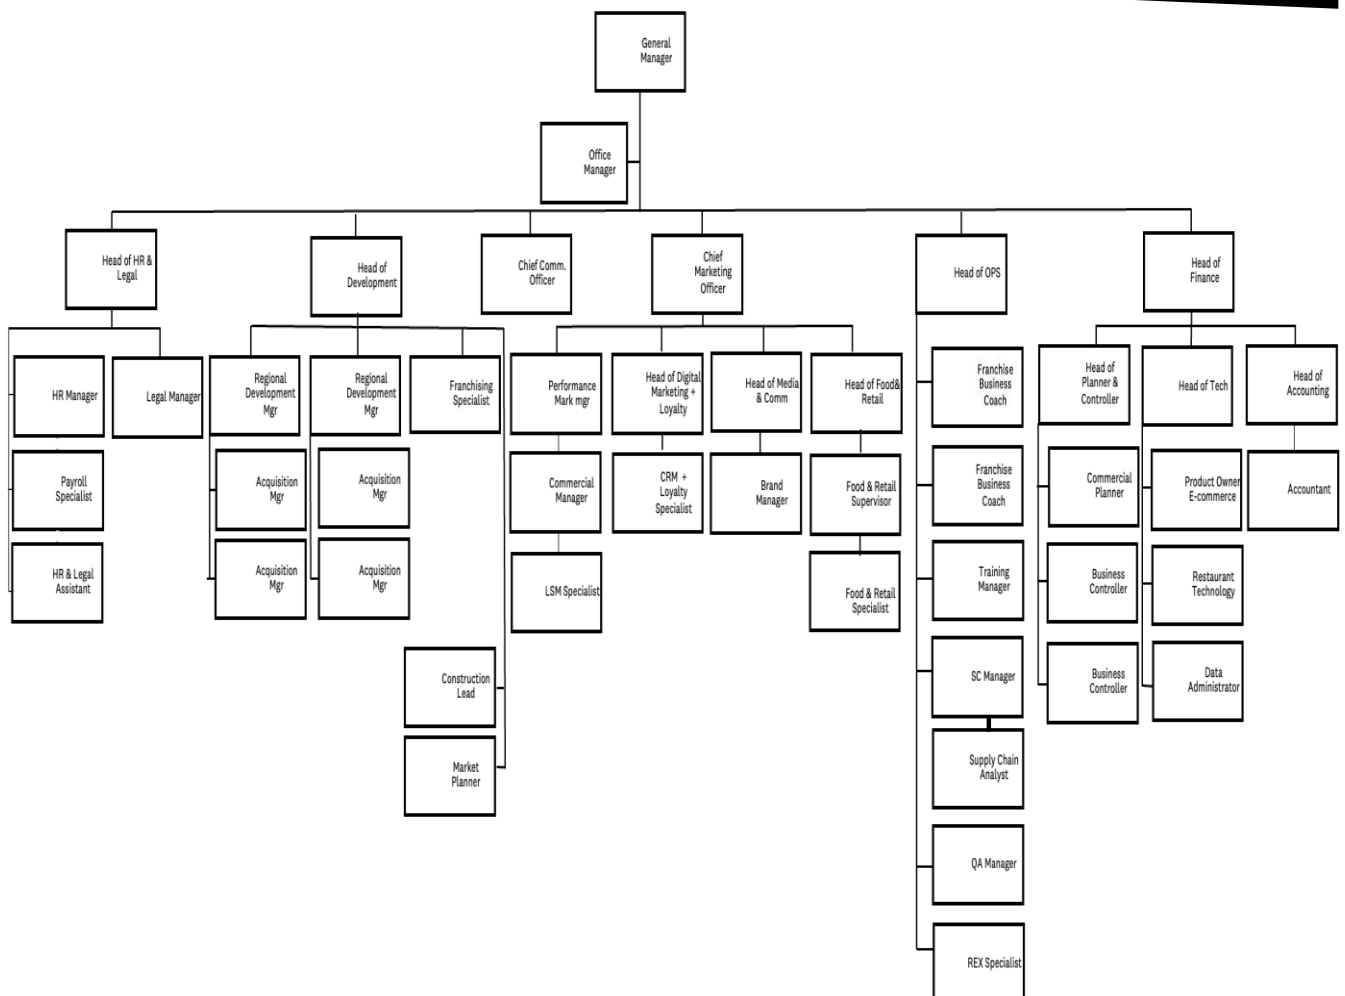 General
Manager
Office
Manager
Head of HR &
Legal
Head of
Development
Chief Comm.
Officer
Chief
Marketing
Officer
Head of OPS
Head of
Finance
HR Manager
Legal Manager
Regional
Development
Mgr
Regional
Development
Mgr
Franchising
Specialist
Performance
Mark mgr
Head of Digital
Marketing +
Loyalty
Head of Media
& Comm
Head of Food&
Retail
Franchise
Business
Coach
Head of
Planner &
Controller
Head of Tech
Head of
Accounting
Payroll
Specialist
Acquisition
Mgr
Acquisition
Mgr
Commercial
Manager
CRM +
Loyalty
Specialist
Brand
Manager
Food & Retail
Supervisor
Franchise
Business
Coach
Commercial
Planner
Product Owner
E-commerce
Accountant
HR & Legal
Assistant
Acquisition
Mgr
Acquisition
Mgr
LSM Specialist
Food & Retail
Specialist
Training
Manager
Business
Controller
Restaurant
Technology
Construction
Lead
SC Manager
Business
Controller
Data
Administrator
Market
Planner
Supply Chain
Analyst
QA Manager
REX Specialist